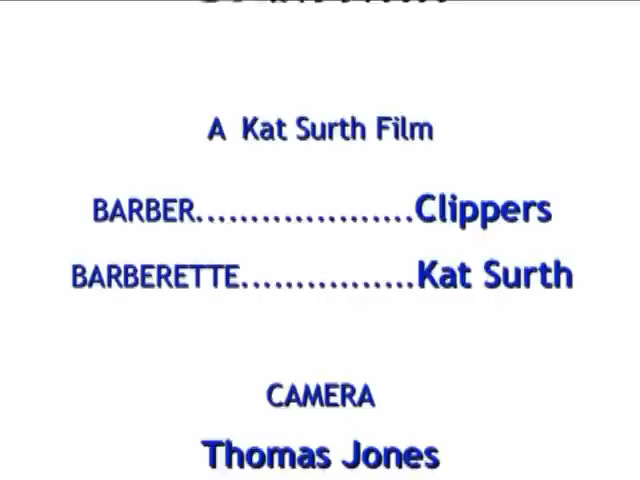 A Kat Surth Film
BARBER....................Clippers
BARBERETTE................Kat Surth
CAMERA
Thomas Jones